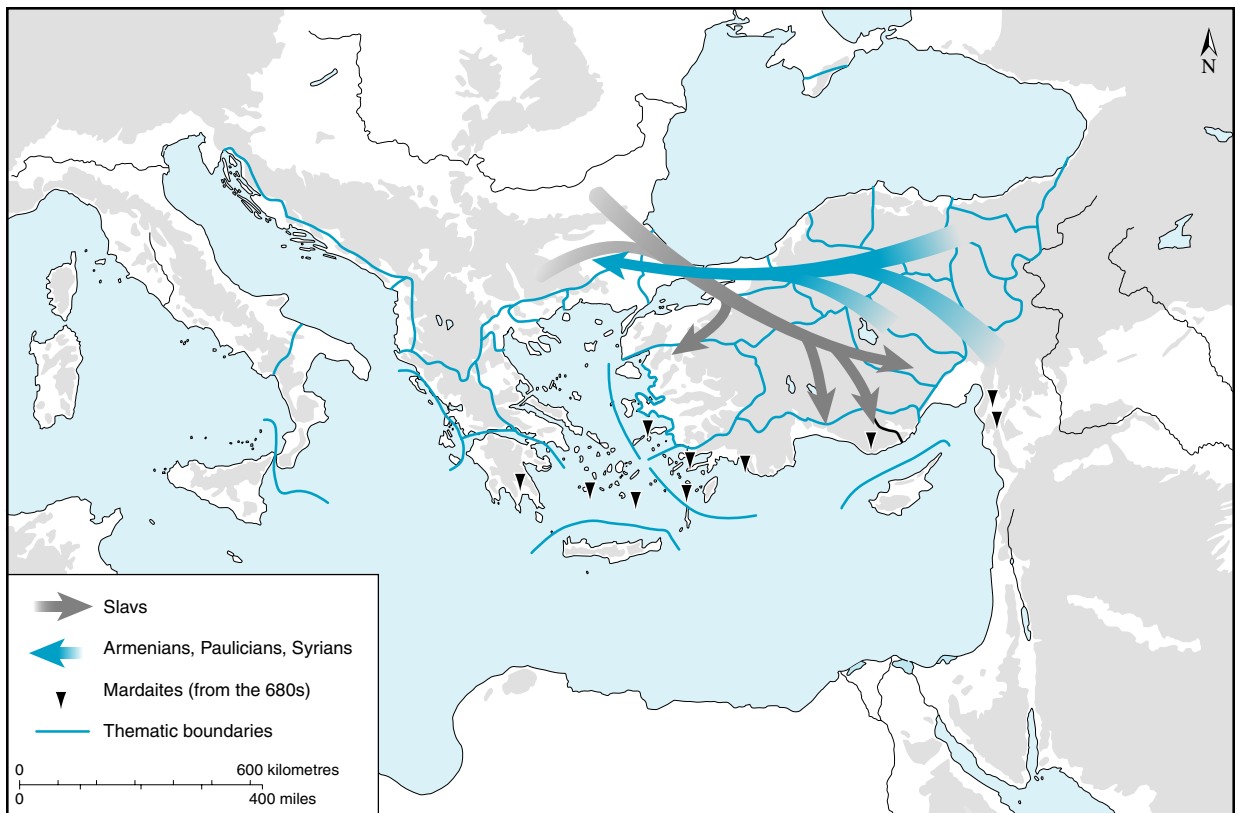 N
Slavs
Armenians, Paulicians, Syrians
Mardaites (from the 680s)
Thematic boundaries
0 600 kilometres
0 400 miles